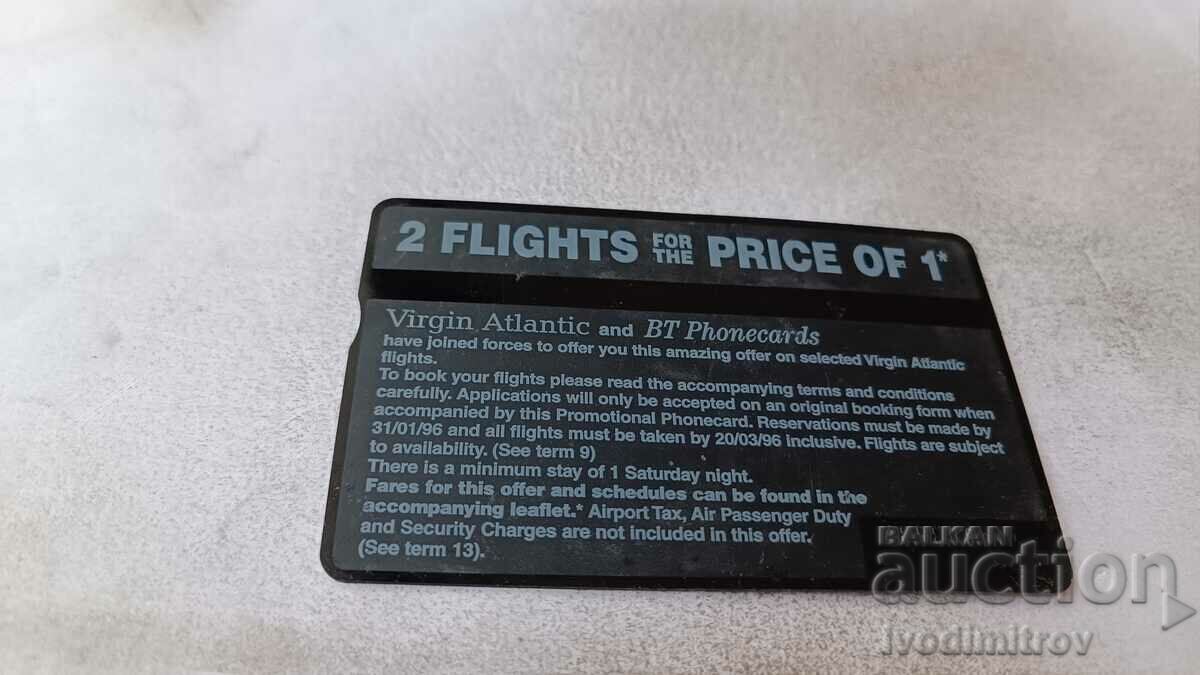 2 FLIGHTS FOR THE PRICE OF 1*
Virgin Atlantic and BT Phonecards
have joined forces to offer you this amazing offer on selected Virgin Atlantic
flights.
To book your flights please read the accompanying terms and conditions
carefully. Applications will only be accepted on an original booking form when
accompanied by this Promotional Phonecard. Reservations must be made by
31/01/96 and all flights must be taken by 20/03/96 inclusive. Flights are subject
to availability. (See term 9)
There is a minimum stay of 1 Saturday night.
Fares for this offer and schedules can be found in the
accompanying leaflet.* Airport Tax, Air Passenger Duty
and Security Charges are not included in this offer.
(See term 13).
BALKAN
auction
Ivodimitrov